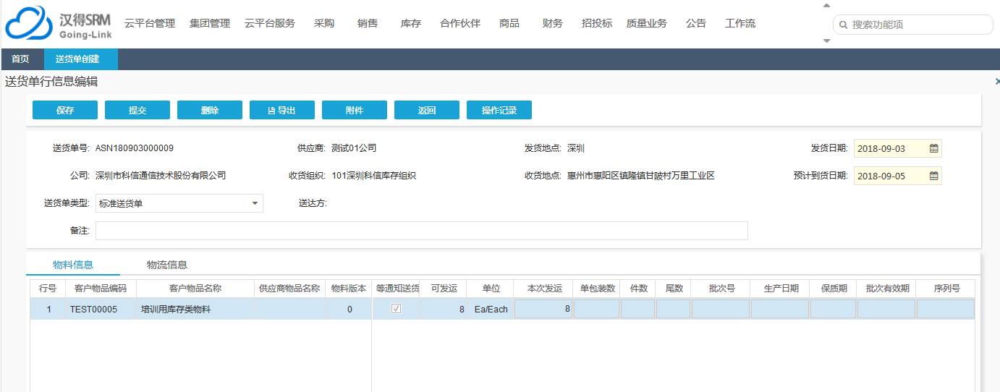 汉得SRM
Going-Link
云平台管理 集团管理 云平台服务 采购 销售 库存 合作伙伴 商品 财务 招投标 质量业务 公告 工作流 搜索功能项
首页 送货单创建
送货单行信息编辑
保存 提交 删除 导出 附件 返回 操作记录
送货单号: ASN180903000009 供应商: 测试01公司 发货地点: 深圳 发货日期: 2018-09-03
公司: 深圳市科信通信技术股份有限公司 收货组织: 101深圳科信库存组织 收货地点: 惠州市惠阳区镇隆镇甘陂村万里工业区 预计到货日期: 2018-09-05
送货单类型: 标准送货单 送达方:
备注:
物料信息 物流信息
行号 客户物品编码 客户物品名称 供应商物品名称 物料版本 等通知送货 可发运 单位 本次发运 单包装数 件数 尾数 批次号 生产日期 保质期 批次有效期 序列号
1 TEST00005 培训用库存类物料 0 8 Ea/Each 8